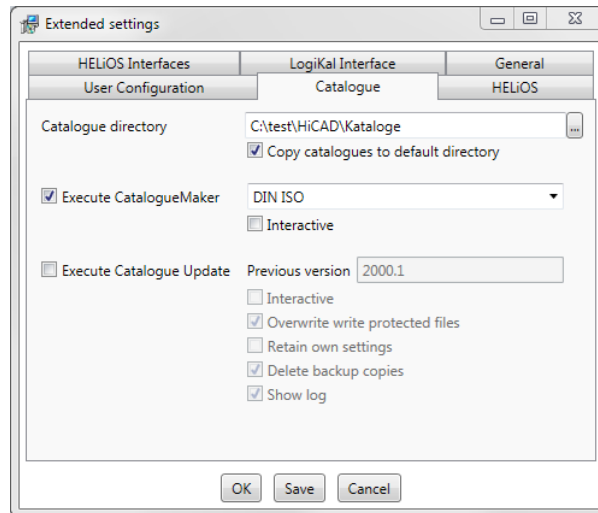 Extended settings
HELiOS Interfaces LogiKal Interface General
User Configuration Catalogue HELiOS
Catalogue directory C:\test\HiCAD\Kataloge ...
Copy catalogues to default directory
Execute CatalogueMaker DIN ISO
Interactive
Execute Catalogue Update Previous version 2000.1
Interactive
Overwrite write protected files
Retain own settings
Delete backup copies
Show log
OK Save Cancel